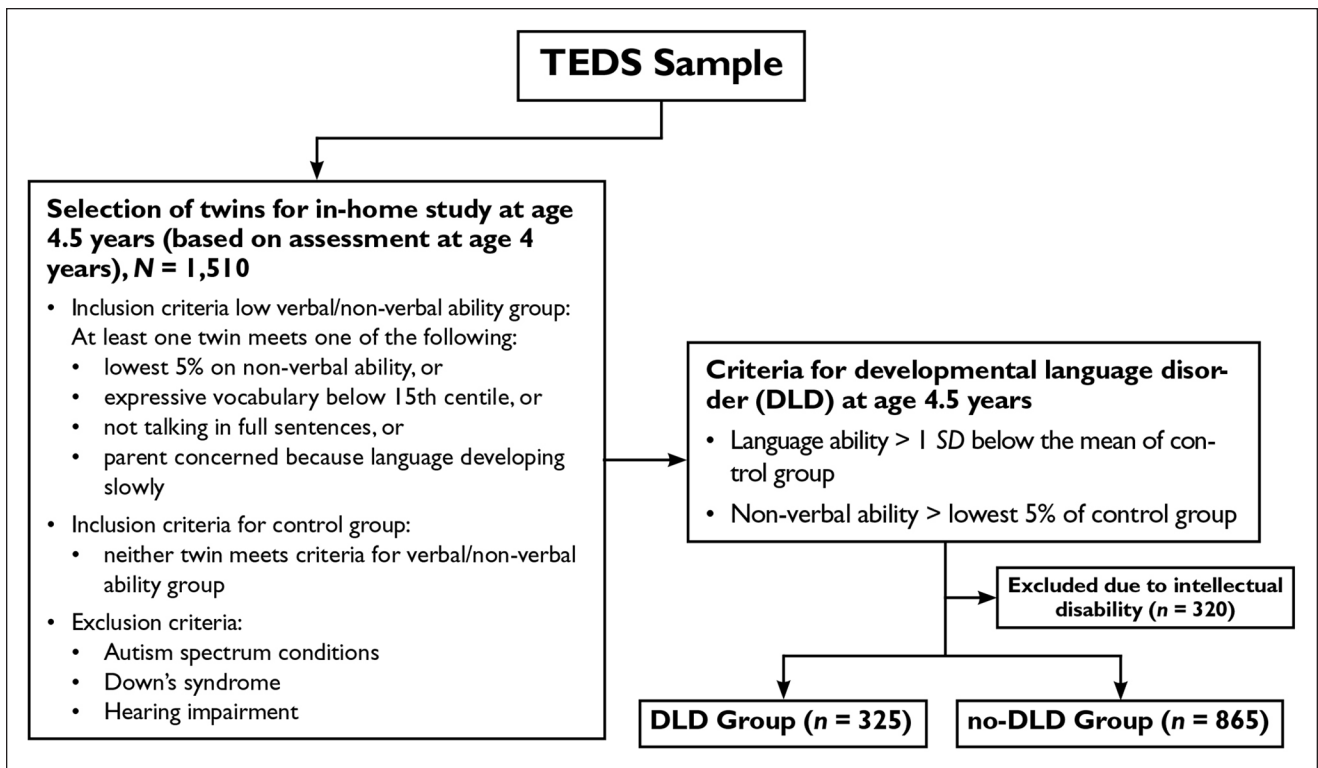 TEDS Sample
Selection of twins for in-home study at age
4.5 years (based on assessment at age 4
years), N = 1,510
• Inclusion criteria low verbal/non-verbal ability group:
At least one twin meets one of the following:
• lowest 5% on non-verbal ability, or
• expressive vocabulary below 15th centile, or
• not talking in full sentences, or
• parent concerned because language developing
slowly
• Inclusion criteria for control group:
• neither twin meets criteria for verbal/non-verbal
ability group
• Exclusion criteria:
• Autism spectrum conditions
• Down's syndrome
• Hearing impairment
Criteria for developmental language disor-
der (DLD) at age 4.5 years
• Language ability > 1 SD below the mean of con-
trol group
• Non-verbal ability > lowest 5% of control group
Excluded due to intellectual
disability (n = 320)
DLD Group (n = 325)
no-DLD Group (n = 865)